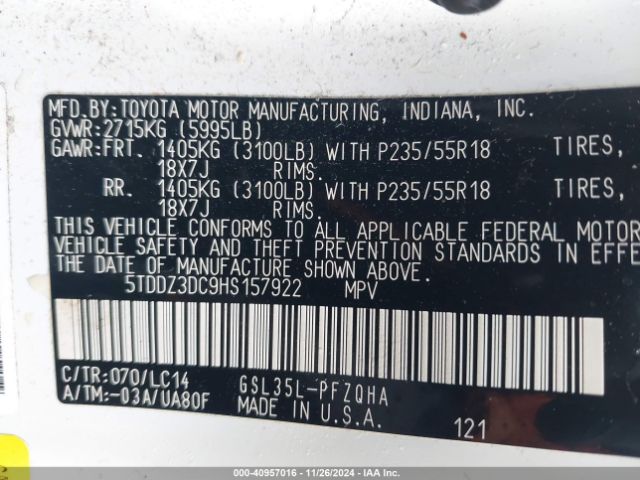 MFD.BY:TOYOTA MOTOR MANUFACTURING, INDIANA, INC.
GVWR:2715KG (5995LB)
GAWR:FRT. 1405KG (3100LB) WITH P235/55R18 TIRES,
18X7J RIMS.
RR. 1405KG (3100LB) WITH P235/55R18 TIRES,
18X7J RIMS.
THIS VEHICLE CONFORMS TO ALL APPLICABLE FEDERAL MOTOR
VEHICLE SAFETY AND THEFT PREVENTION STANDARDS IN EFFE
THE DATE OF MANUFACTURE SHOWN ABOVE.
5TDDZ3DC9HS157922 MPV
C/TR:070/LC14 GSL35L-PFZQHA
A/TM:-03A/UA80F MADE IN U.S.A. 121
000-40957016 - 11/26/2024 - IAA, Inc.